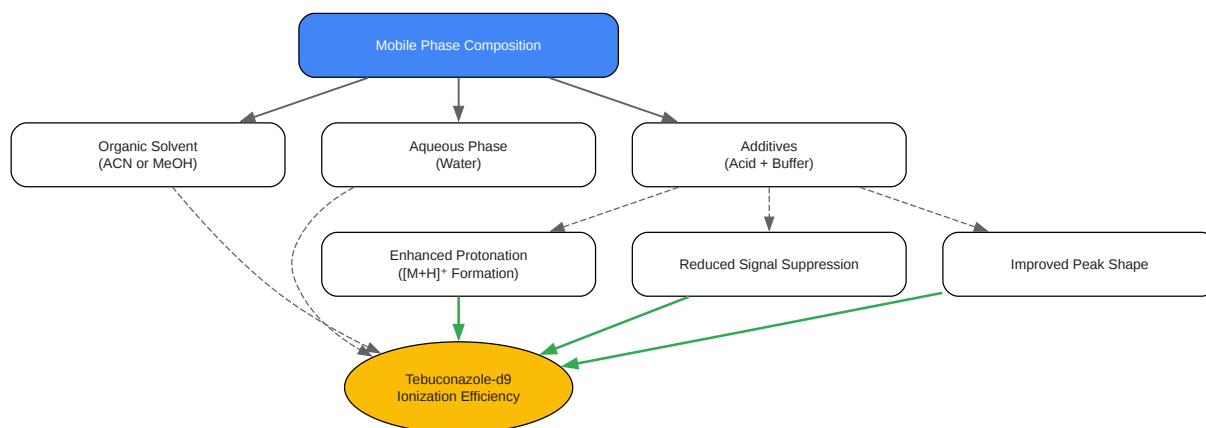 Mobile Phase Composition
Organic Solvent
(ACN or MeOH)
Aqueous Phase
(Water)
Additives
(Acid + Buffer)
Enhanced Protonation
([M+H]⁺ Formation)
Reduced Signal Suppression
Improved Peak Shape
Tebuconazole-d9
Ionization Efficiency